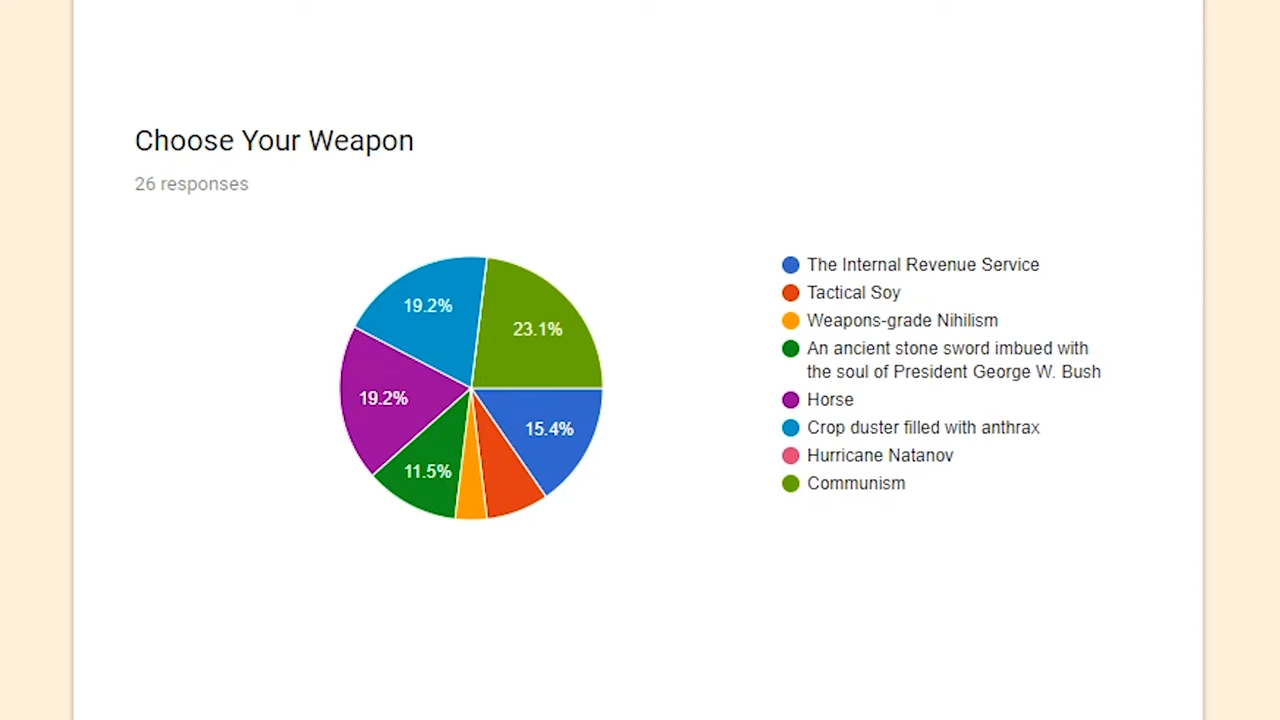 Choose Your Weapon
26 responses
19.2%
23.1%
19.2%
15.4%
11.5%
The Internal Revenue Service
Tactical Soy
Weapons-grade Nihilism
An ancient stone sword imbued with
the soul of President George W. Bush
Horse
Crop duster filled with anthrax
Hurricane Natanov
Communism